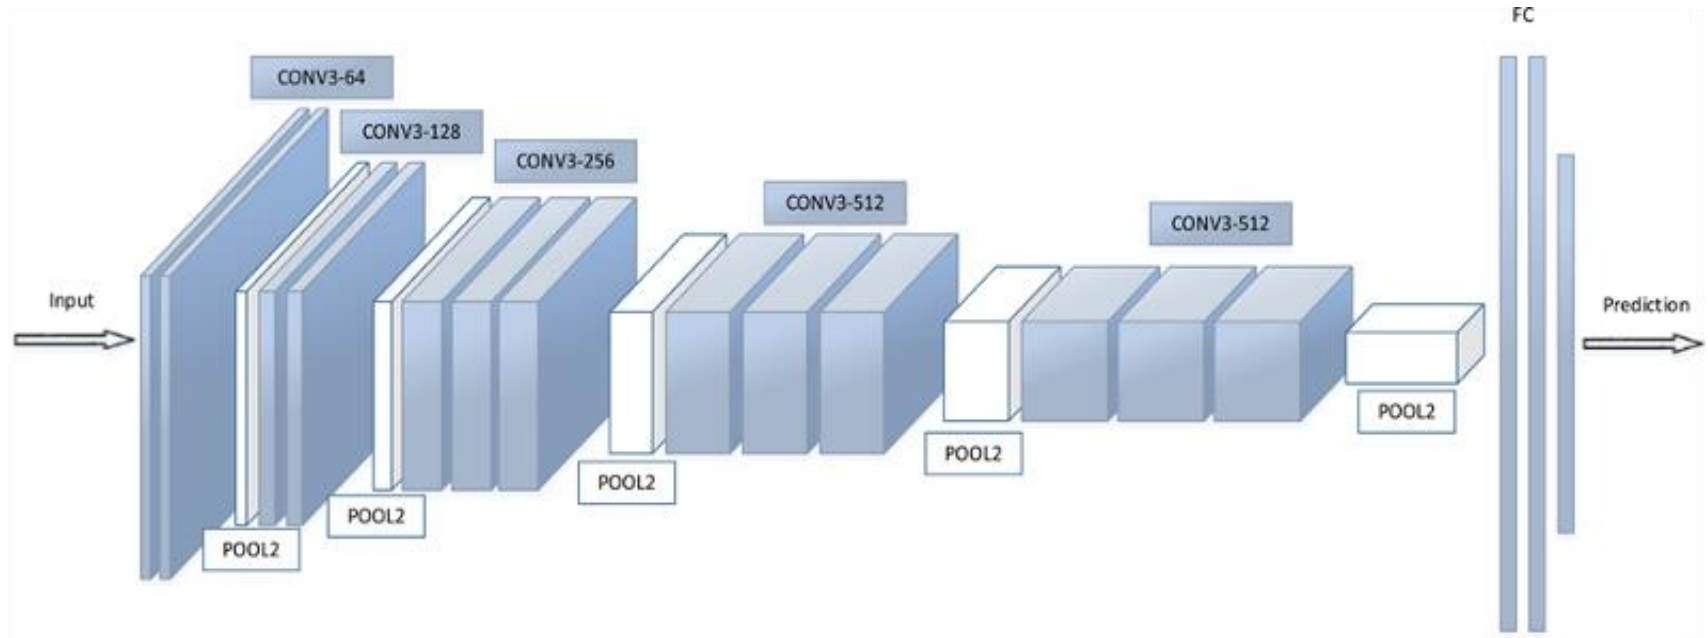 FC
CONV3-64
CONV3-128
CONV3-256
CONV3-512
CONV3-512
Input
Prediction
POOL2
POOL2
POOL2
POOL2
POOL2